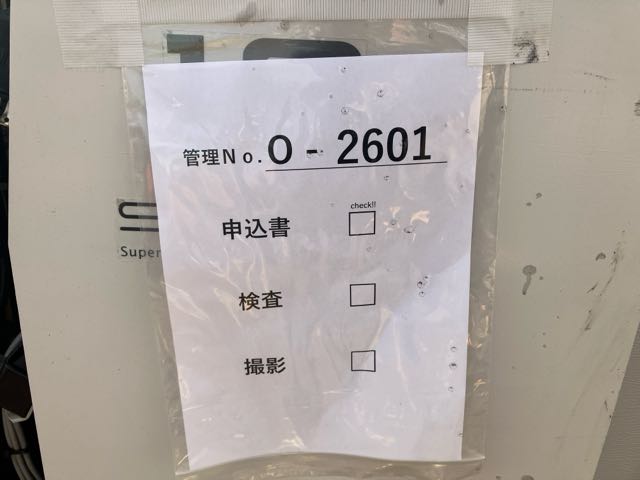 管理No. O - 2601
check!!
申込書 □
検査 □
撮影 □
Super